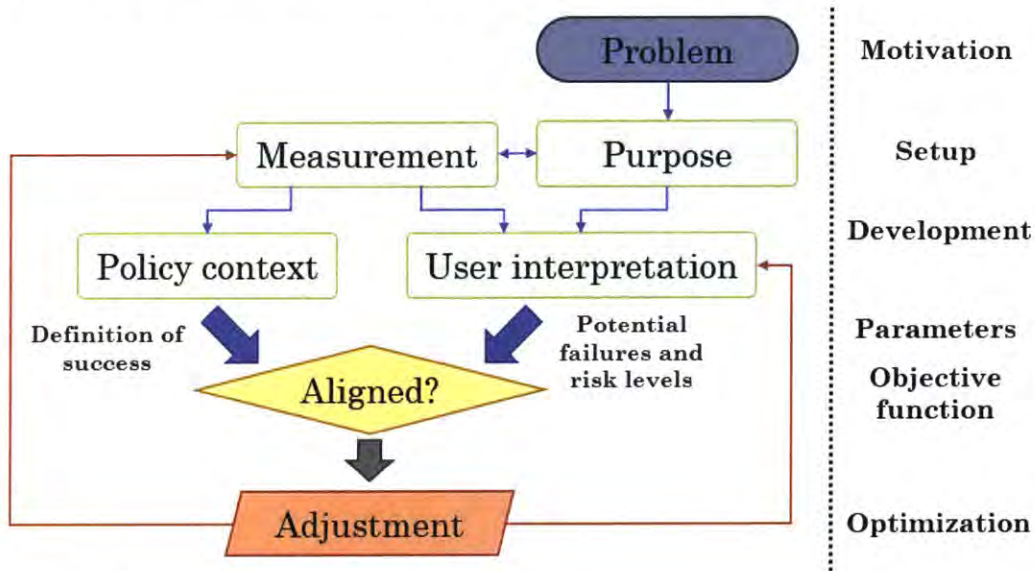 Problem
Motivation
Measurement
Purpose
Setup
Development
Policy context
User interpretation
Definition of
success
Potential
failures and
risk levels
Parameters
Aligned?
Objective
function
Adjustment
Optimization